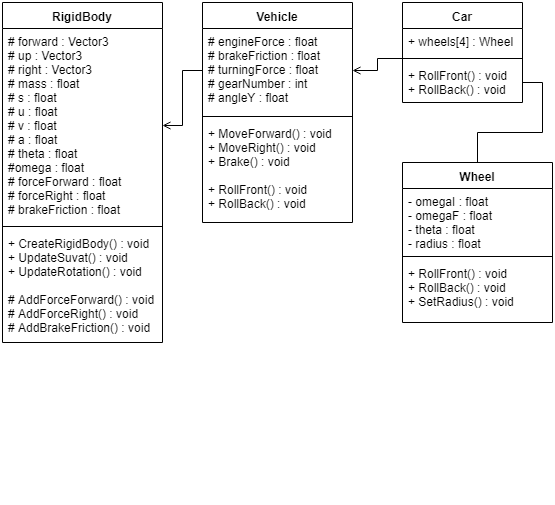 RigidBody
# forward : Vector3
# up : Vector3
# right : Vector3
# mass : float
# s : float
# u : float
# v : float
# a : float
# theta : float
#omega : float
# forceForward : float
# forceRight : float
# brakeFriction : float
+ CreateRigidBody() : void
+ UpdateSuvat() : void
+ UpdateRotation() : void
# AddForceForward() : void
# AddForceRight() : void
# AddBrakeFriction() : void
Vehicle
# engineForce : float
# brakeFriction : float
# turningForce : float
# gearNumber : int
# angleY : float
+ MoveForward() : void
+ MoveRight() : void
+ Brake() : void
+ RollFront() : void
+ RollBack() : void
Car
+ wheels[4] : Wheel
+ RollFront() : void
+ RollBack() : void
Wheel
- omegaI : float
- omegaF : float
- theta : float
- radius : float
+ RollFront() : void
+ RollBack() : void
+ SetRadius() : void